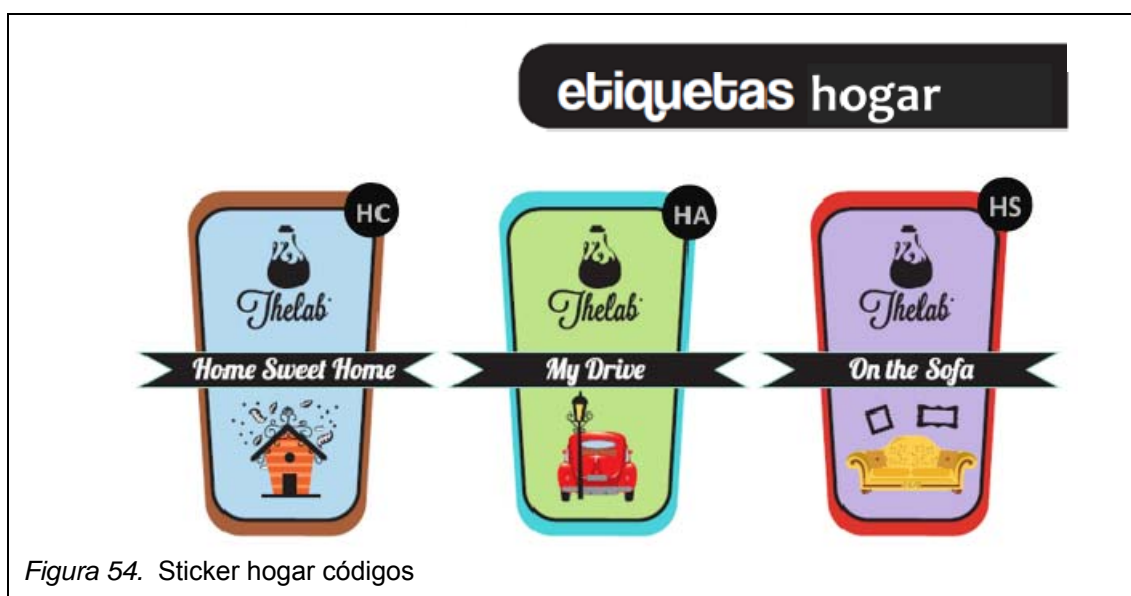 etiquetas hogar
HC
HA
HS
Thelab
Thelab
Thelab
Home Sweet Home
My Drive
On the Sofa
Figura 54. Sticker hogar códigos